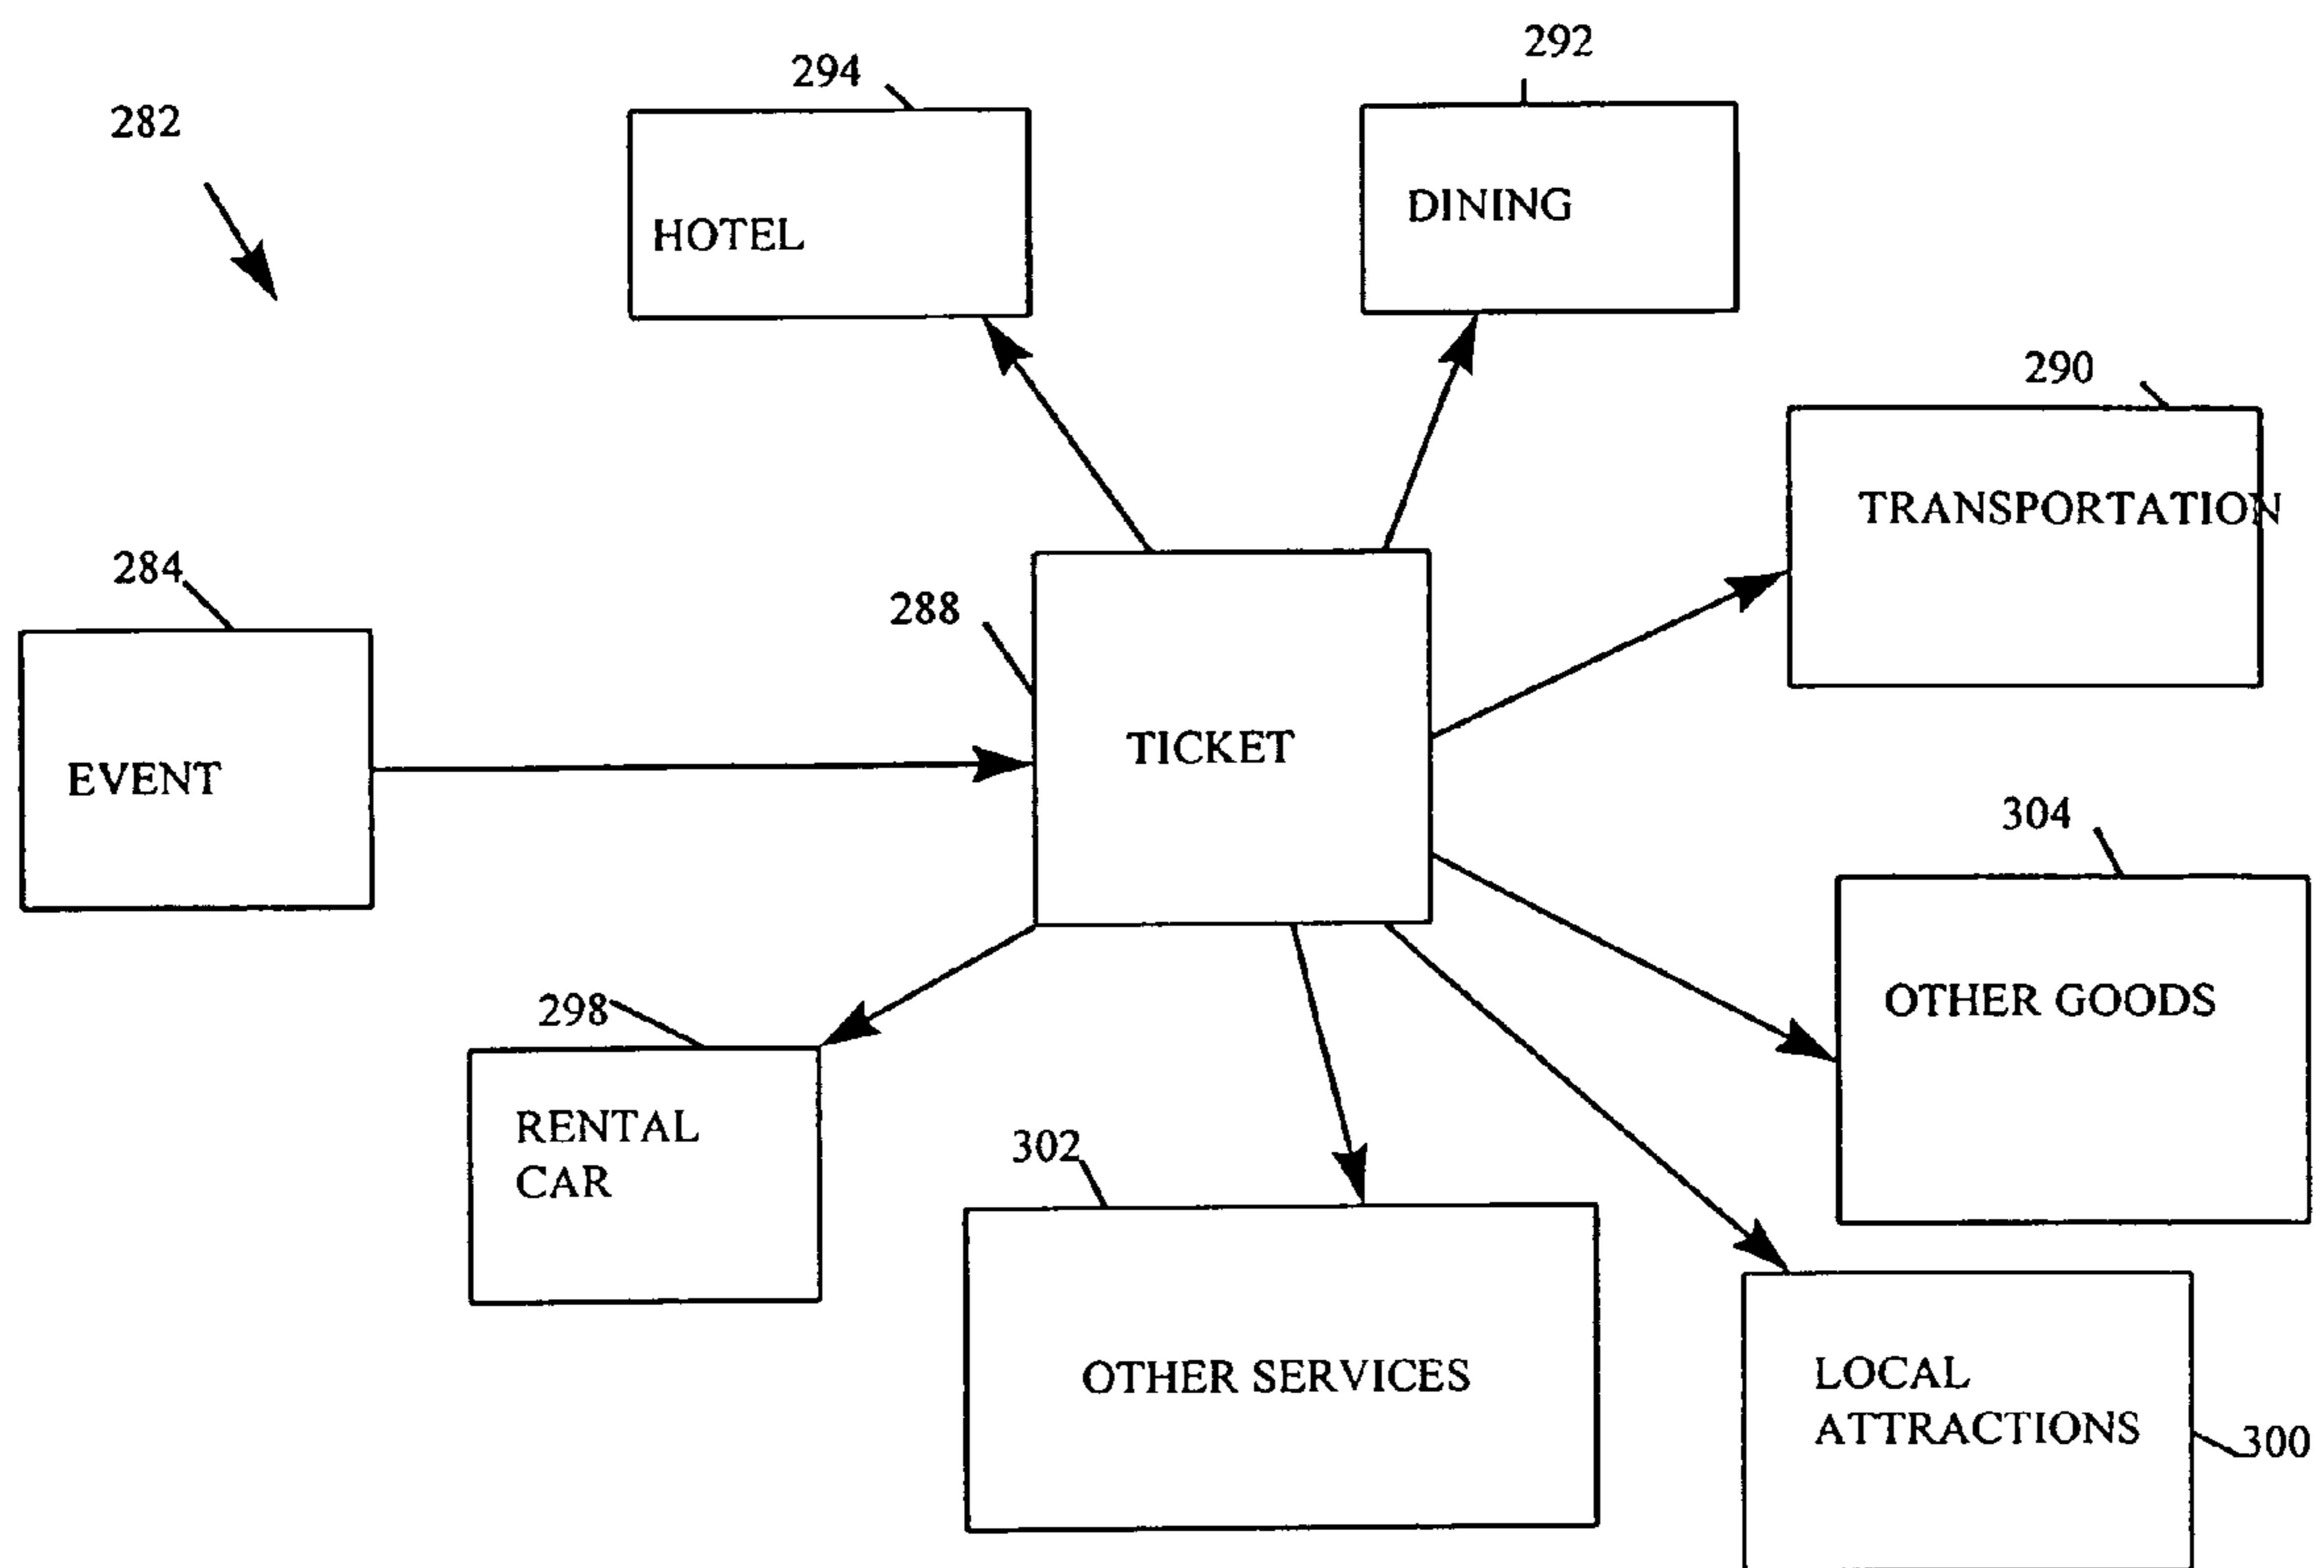 292
294
282
DINING
HOTEL
290
TRANSPORTATION
284
288
TICKET
EVENT
304
OTHER GOODS
298
RENTAL
CAR
302
OTHER SERVICES
LOCAL
ATTRACTIONS
300